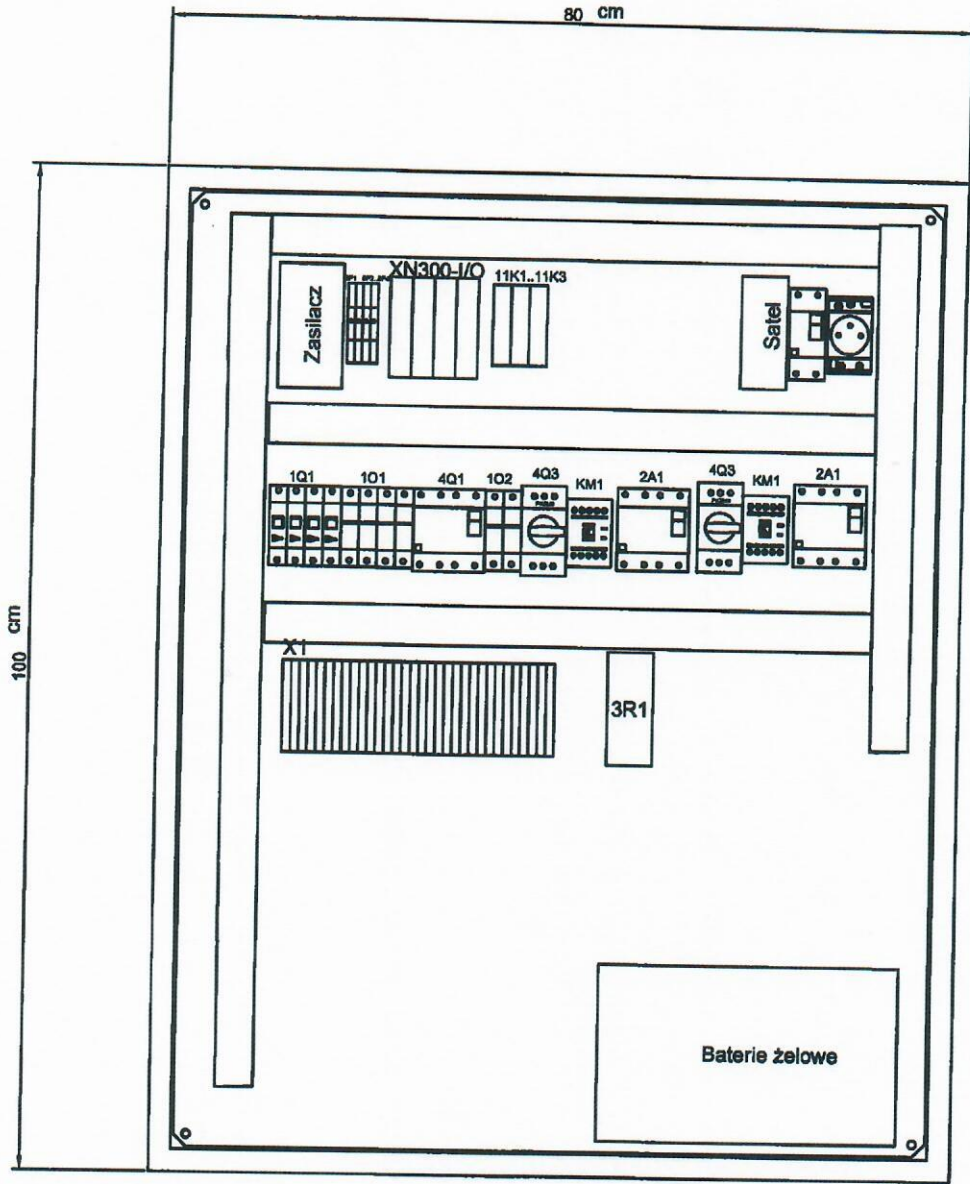 80 cm
100 cm
Zasilacz
XN300-I/O
11K1..11K3
Satel
1Q1
1O1
4Q1
1O2
4Q3
KM1
2A1
4Q3
KM1
2A1
X1
3R1
Baterie żelowe